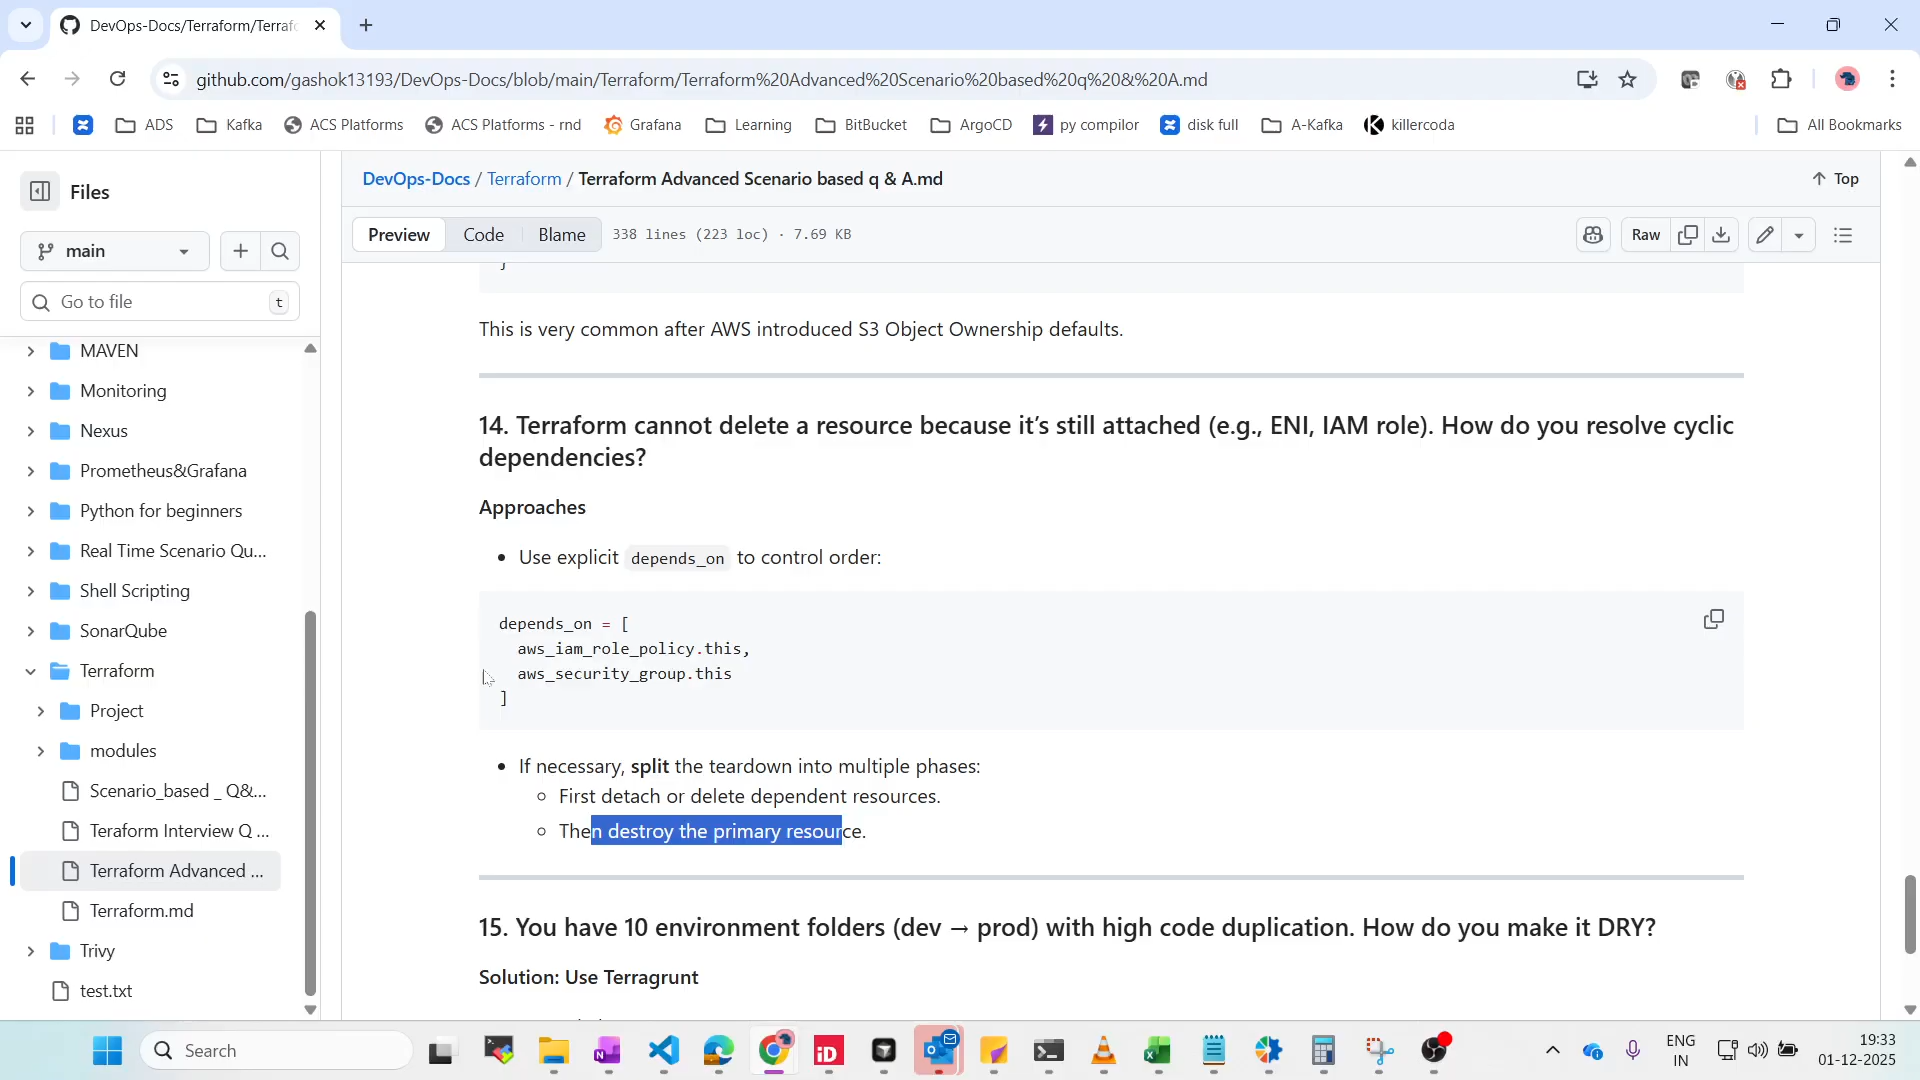 DevOps-Docs/Terraform/Terrafo
github.com/gashok13193/DevOps-Docs/blob/main/Terraform/Terraform%20Advanced%20Scenario%20based%20q%20&%20A.md
ADS
Kafka
ACS Platforms
ACS Platforms - rnd
Grafana
Learning
BitBucket
ArgoCD
py compilor
disk full
A-Kafka
killercoda
All Bookmarks
Files
DevOps-Docs / Terraform / Terraform Advanced Scenario based q & A.md
Top
main
Preview
Code
Blame
338 lines (223 loc) · 7.69 KB
Raw
Go to file
t
MAVEN
Monitoring
Nexus
Prometheus&Grafana
Python for beginners
Real Time Scenario Qu...
Shell Scripting
SonarQube
Terraform
Project
modules
Scenario_based _ Q&...
Teraform Interview Q ...
Terraform Advanced ...
Terraform.md
Trivy
test.txt
}
This is very common after AWS introduced S3 Object Ownership defaults.
14. Terraform cannot delete a resource because it’s still attached (e.g., ENI, IAM role). How do you resolve cyclic
dependencies?
Approaches
• Use explicit depends_on to control order:
depends_on = [
aws_iam_role_policy.this,
aws_security_group.this
]
• If necessary, split the teardown into multiple phases:
First detach or delete dependent resources.
Then destroy the primary resource.
15. You have 10 environment folders (dev → prod) with high code duplication. How do you make it DRY?
Solution: Use Terragrunt
Search
ENG
IN
19:33
01-12-2025